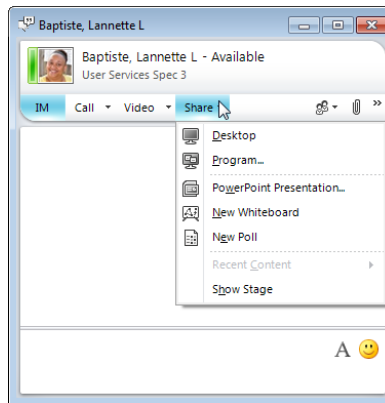 Baptiste, Lannette L
Baptiste, Lannette L - Available
User Services Spec 3
IM Call Video Share
Desktop
Program...
PowerPoint Presentation...
New Whiteboard
New Poll
Recent Content
Show Stage
A